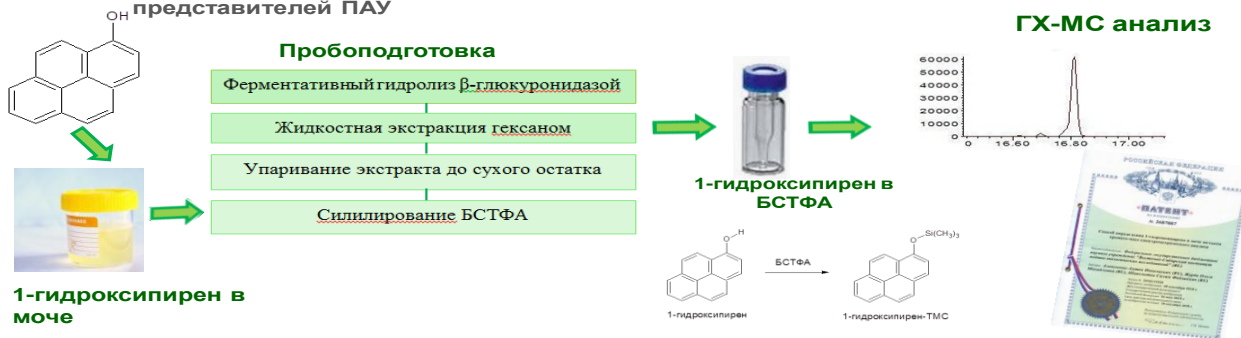 представителей ПАУ
OH
ГХ-МС анализ
Пробоподготовка
Ферментативный гидролиз β-глюкуронидазой
Жидкостная экстракция гексаном
Упаривание экстракта до сухого остатка
Силилирование БСТФА
60000
50000
40000
30000
20000
10000
0
0
16.60
16.80
17.00
1-гидроксипирен в
БСТФА
1-гидроксипирен в
моче
O H
БСТФА
O Si(CH₃)₃
1-гидроксипирен
1-гидроксипирен-ТМС
РОССИЙСКАЯ ФЕДЕРАЦИЯ
ПАТЕНТ